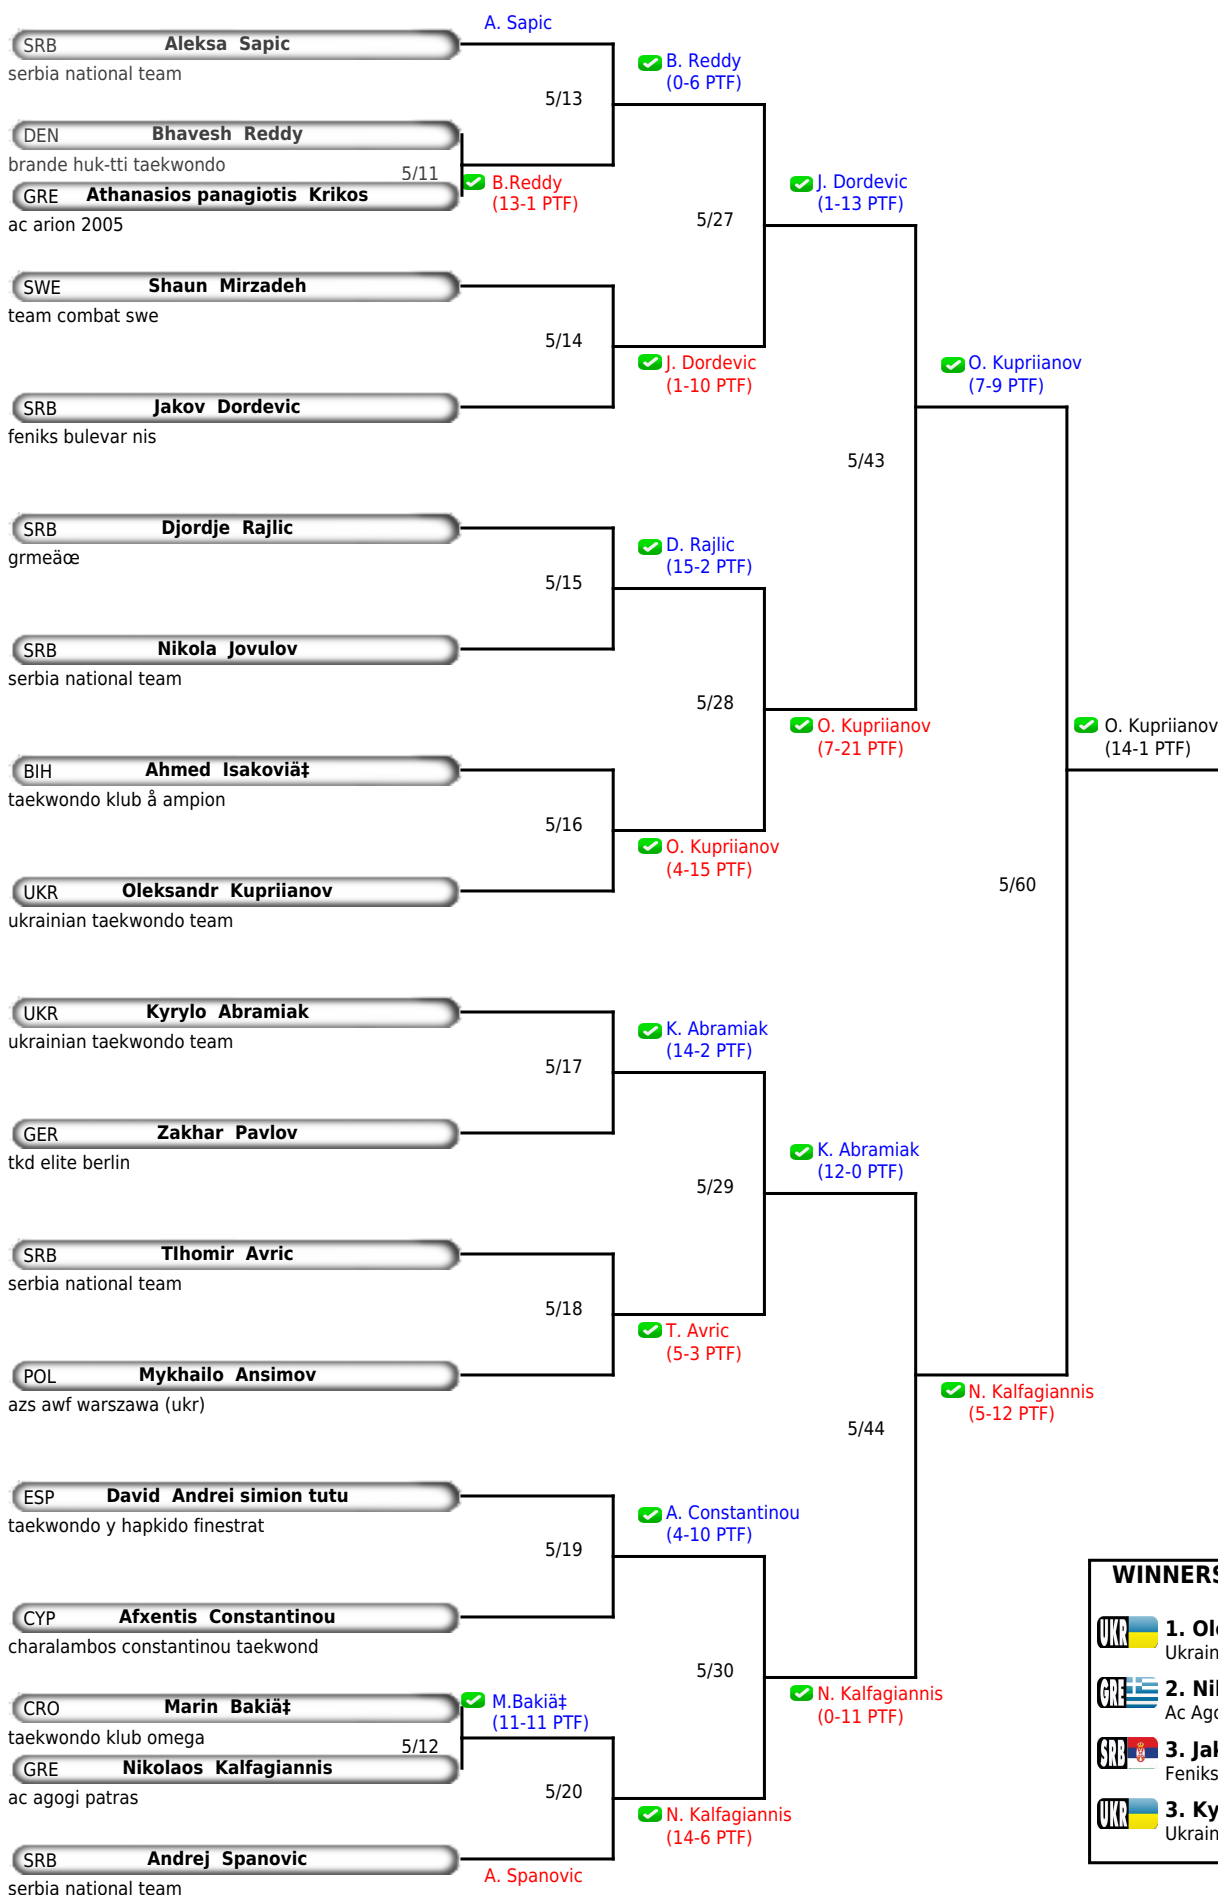 A. Sapic
SRB Aleksa Sapic
serbia national team
B. Reddy
(0-6 PTF)
5/13
DEN Bhavesh Reddy
brande huk-tti taekwondo
5/11
B.Reddy
(13-1 PTF)
GRE Athanasios panagiotis Krikos
ac arion 2005
J. Dordevic
(1-13 PTF)
5/27
SWE Shaun Mirzadeh
team combat swe
5/14
J. Dordevic
(1-10 PTF)
O. Kupriianov
(7-9 PTF)
SRB Jakov Dordevic
feniks bulevar nis
5/43
SRB Djordje Rajlic
grmeäœ
D. Rajlic
(15-2 PTF)
5/15
SRB Nikola Jovulov
serbia national team
5/28
O. Kupriianov
(7-21 PTF)
O. Kupriianov
(14-1 PTF)
BIH Ahmed Isakoviä‡
taekwondo klub å ampion
5/16
O. Kupriianov
(4-15 PTF)
UKR Oleksandr Kupriianov
ukrainian taekwondo team
5/60
UKR Kyrylo Abramiak
ukrainian taekwondo team
K. Abramiak
(14-2 PTF)
5/17
GER Zakhar Pavlov
tkd elite berlin
K. Abramiak
(12-0 PTF)
5/29
SRB TIhomir Avric
serbia national team
5/18
T. Avric
(5-3 PTF)
POL Mykhailo Ansimov
azs awf warszawa (ukr)
N. Kalfagiannis
(5-12 PTF)
5/44
ESP David Andrei simion tutu
taekwondo y hapkido finestrat
A. Constantinou
(4-10 PTF)
5/19
CYP Afxentis Constantinou
charalambos constantinou taekwond
5/30
N. Kalfagiannis
(0-11 PTF)
CRO Marin Bakiä‡
taekwondo klub omega
M.Bakiä‡
(11-11 PTF)
5/12
GRE Nikolaos Kalfagiannis
ac agogi patras
5/20
N. Kalfagiannis
(14-6 PTF)
SRB Andrej Spanovic
serbia national team
A. Spanovic
WINNERS
UKR 1. Ole
Ukrain
GRE 2. Nik
Ac Ago
SRB 3. Jak
Feniks
UKR 3. Ky
Ukrain